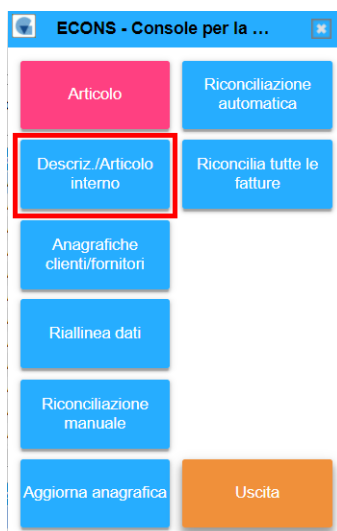 ECONS - Console per la ...
Articolo
Riconciliazione
automatica
Descriz./Articolo
interno
Riconcilia tutte le
fatture
Anagrafiche
clienti/fornitori
Riallinea dati
Riconciliazione
manuale
Aggiorna anagrafica
Uscita